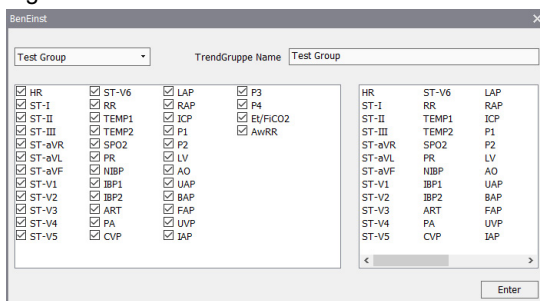 BenEinst
Test Group TrendGruppe Name Test Group
HR ST-V6 LAP P3 HR ST-V6 LAP
ST-I RR RAP P4 ST-I RR RAP
ST-II TEMP1 ICP Et/FiCO2 ST-II TEMP1 ICP
ST-III TEMP2 P1 AwRR ST-III TEMP2 P1
ST-aVR SPO2 P2 ST-aVR SPO2 P2
ST-aVL PR LV ST-aVL PR LV
ST-aVF NIBP AO ST-aVF NIBP AO
ST-V1 IBP1 UAP ST-V1 IBP1 UAP
ST-V2 IBP2 BAP ST-V2 IBP2 BAP
ST-V3 ART FAP ST-V3 ART FAP
ST-V4 PA UVP ST-V4 PA UVP
ST-V5 CVP IAP ST-V5 CVP IAP
Enter